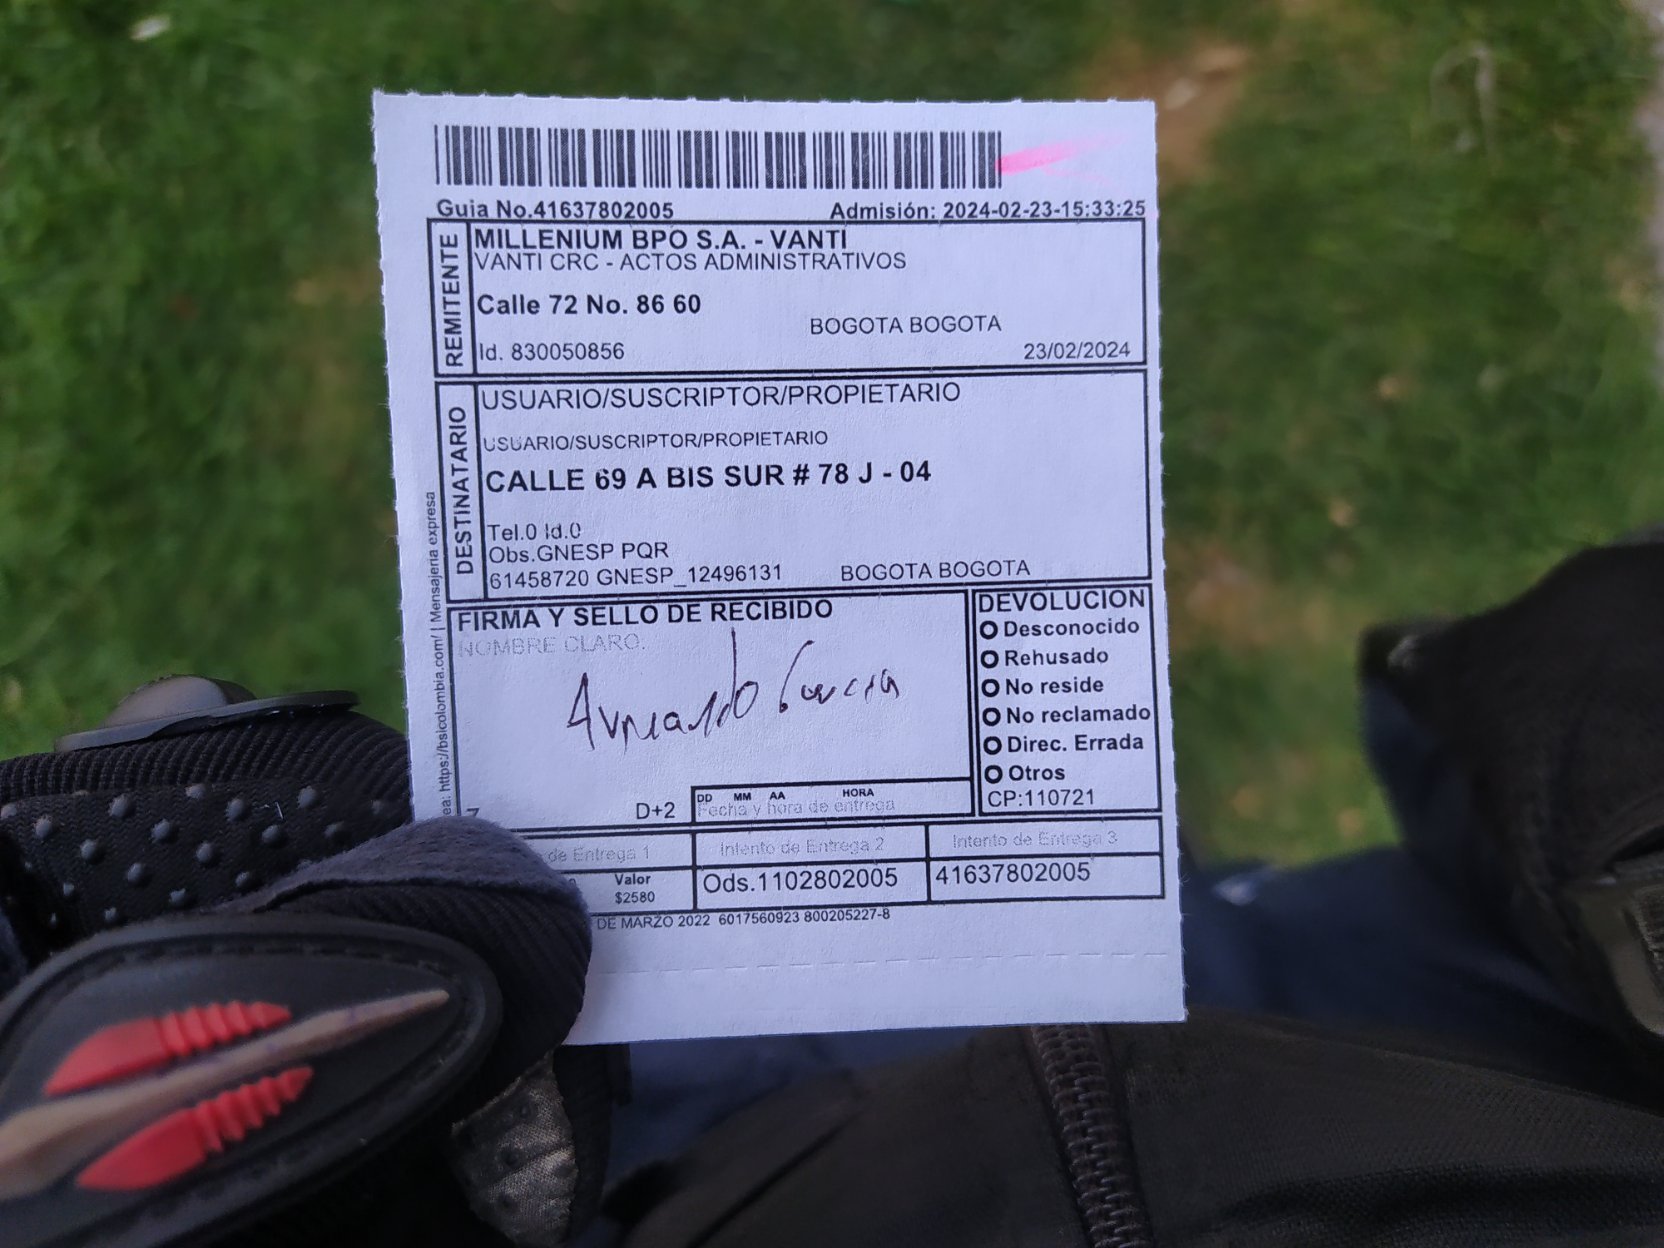 Guia No.41637802005
Admisión: 2024-02-23-15:33:25
REMITENTE
MILLENIUM BPO S.A. - VANTI
VANTI CRC - ACTOS ADMINISTRATIVOS
Calle 72 No. 86 60
BOGOTA BOGOTA
Id. 830050856
23/02/2024
DESTINATARIO
USUARIO/SUSCRIPTOR/PROPIETARIO
USUARIO/SUSCRIPTOR/PROPIETARIO
CALLE 69 A BIS SUR # 78 J - 04
Tel.0 Id.0
Obs.GNESP PQR
61458720 GNESP_12496131
BOGOTA BOGOTA
https://bsicolombia.com/ | Mensajeria expresa
FIRMA Y SELLO DE RECIBIDO
NOMBRE CLARO:
Armando Garcia
D+2
DD MM AA HORA
Fecha y hora de entrega
DEVOLUCION
Desconocido
Rehusado
No reside
No reclamado
Direc. Errada
Otros
CP:110721
de Entrega 1
Intento de Entrega 2
Intento de Entrega 3
Valor
$2580
Ods.1102802005
41637802005
DE MARZO 2022 6017560923 800205227-8